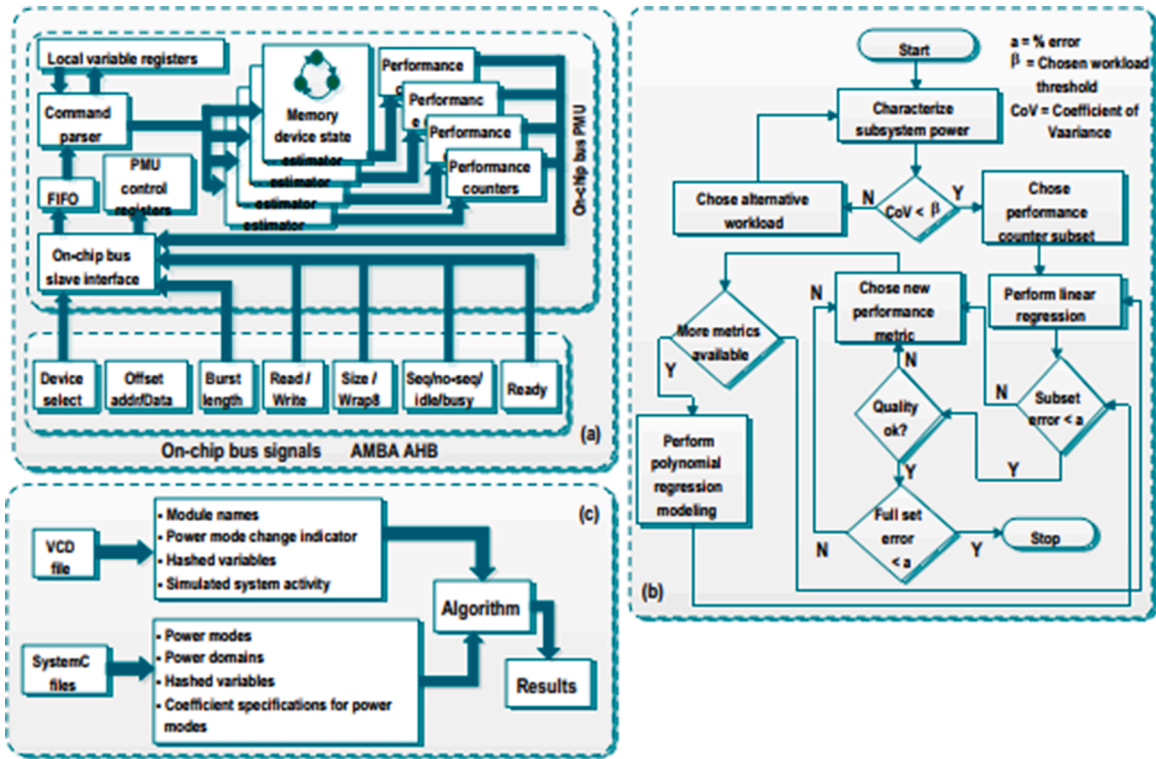 Local variable registers
Command
parser
FIFO
PMU
control
registers
On-chip bus
slave interface
Memory
device state
estimator
estimator
estimator
estimator
Performance
Performanc
e
Performance
Performance
counters
On-chip bus PMU
Device
select
Offset
addr/Data
Burst
length
Read /
Write
Size /
Wrap8
Seq/no-seq/
idle/busy
Ready
(a)
On-chip bus signals AMBA AHB
Start
a = % error
β = Chosen workload
threshold
CoV = Coefficient of
Vaariance
Characterize
subsystem power
Chose alternative
workload
N
CoV < β
Y
Chose
performance
counter subset
More metrics
available
Y
N
Chose new
performance
metric
Perform linear
regression
N
N
Quality
ok?
Subset
error < a
Y
Y
Perform
polynomial
regression
modeling
Full set
error
< a
N
Y
Stop
(b)
VCD
file
- Module names
- Power mode change indicator
- Hashed variables
- Simulated system activity
(c)
Algorithm
SystemC
files
- Power modes
- Power domains
- Hashed variables
- Coefficient specifications for power
modes
Results